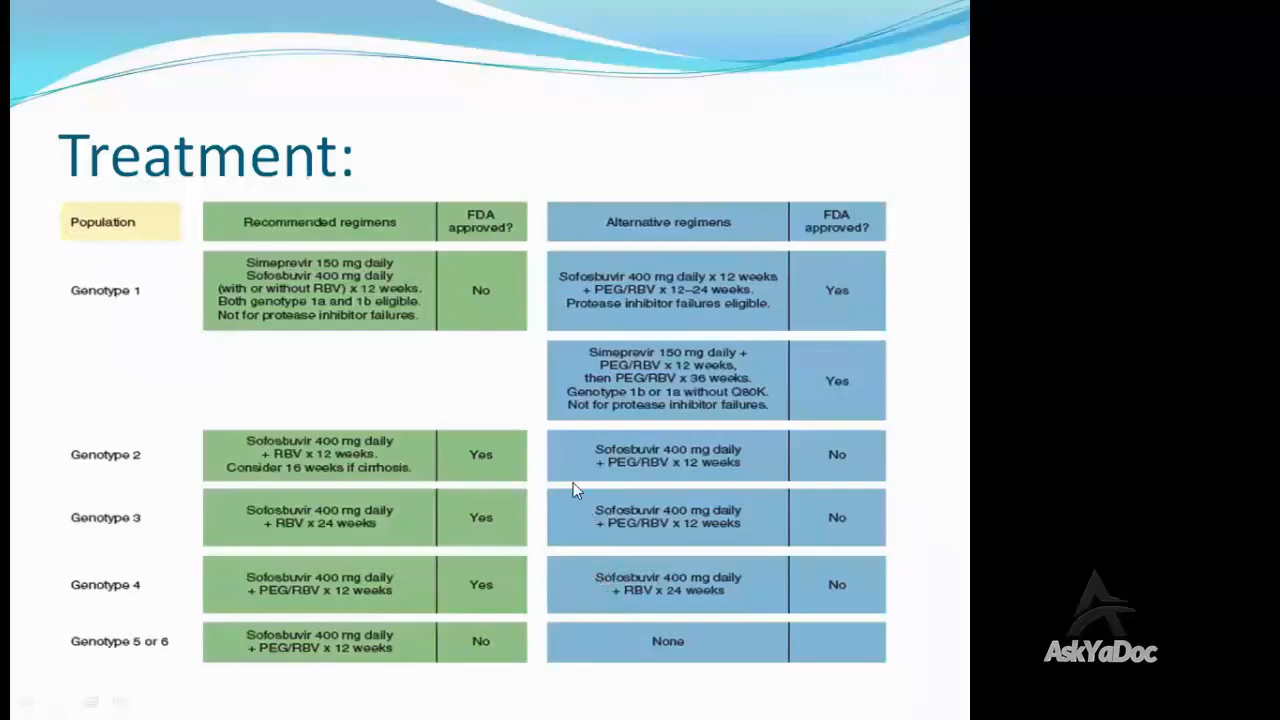 Treatment:
Population
Recommended regimens
FDA
approved?
Alternative regimens
FDA
approved?
Genotype 1
Simeprevir 150 mg daily
Sofosbuvir 400 mg daily
(with or without RBV) x 12 weeks.
Both genotype 1a and 1b eligible.
Not for protease inhibitor failures.
No
Sofosbuvir 400 mg daily x 12 weeks
+ PEG/RBV x 12–24 weeks.
Protease inhibitor failures eligible.
Yes
Simeprevir 150 mg daily +
PEG/RBV x 12 weeks,
then PEG/RBV x 36 weeks.
Genotype 1b or 1a without Q80K.
Not for protease inhibitor failures.
Yes
Genotype 2
Sofosbuvir 400 mg daily
+ RBV x 12 weeks.
Consider 16 weeks if cirrhosis.
Yes
Sofosbuvir 400 mg daily
+ PEG/RBV x 12 weeks
No
Genotype 3
Sofosbuvir 400 mg daily
+ RBV x 24 weeks
Yes
Sofosbuvir 400 mg daily
+ PEG/RBV x 12 weeks
No
Genotype 4
Sofosbuvir 400 mg daily
+ PEG/RBV x 12 weeks
Yes
Sofosbuvir 400 mg daily
+ RBV x 24 weeks
No
Genotype 5 or 6
Sofosbuvir 400 mg daily
+ PEG/RBV x 12 weeks
No
None
AskYaDoc